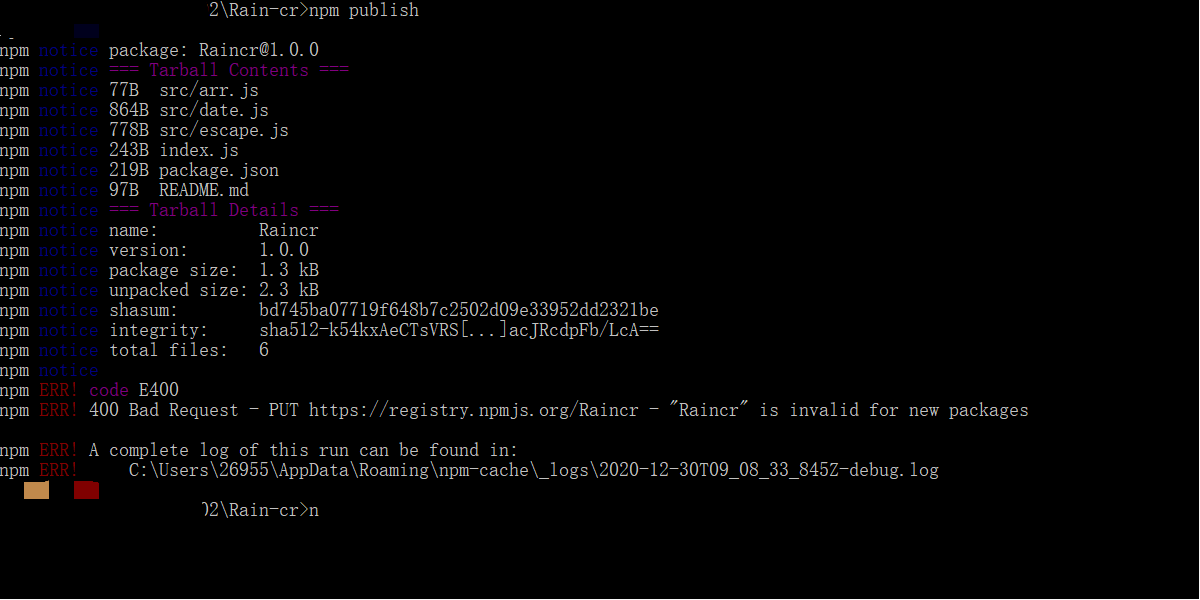 2\Rain-cr>npm publish
npm notice package: Raincr@1.0.0
npm notice === Tarball Contents ===
npm notice 77B src/arr.js
npm notice 864B src/date.js
npm notice 778B src/escape.js
npm notice 243B index.js
npm notice 219B package.json
npm notice 97B README.md
npm notice === Tarball Details ===
npm notice name: Raincr
npm notice version: 1.0.0
npm notice package size: 1.3 kB
npm notice unpacked size: 2.3 kB
npm notice shasum: bd745ba07719f648b7c2502d09e33952dd2321be
npm notice integrity: sha512-k54kxAeCTsVRS[...]acJRcdpFb/LcA==
npm notice total files: 6
npm notice
npm ERR! code E400
npm ERR! 400 Bad Request - PUT https://registry.npmjs.org/Raincr - "Raincr" is invalid for new packages
npm ERR! A complete log of this run can be found in:
npm ERR! C:\Users\26955\AppData\Roaming\npm-cache\_logs\2020-12-30T09_08_33_845Z-debug.log
2\Rain-cr>n